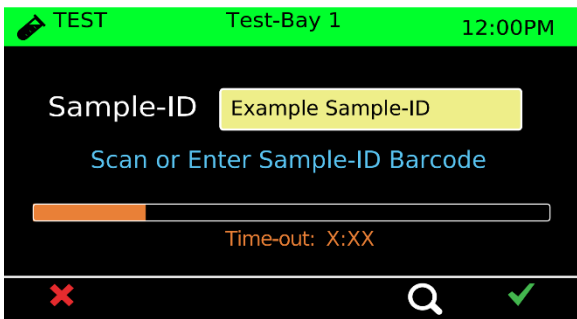 TEST Test-Bay 1 12:00PM
Sample-ID Example Sample-ID
Scan or Enter Sample-ID Barcode
Time-out: X:XX